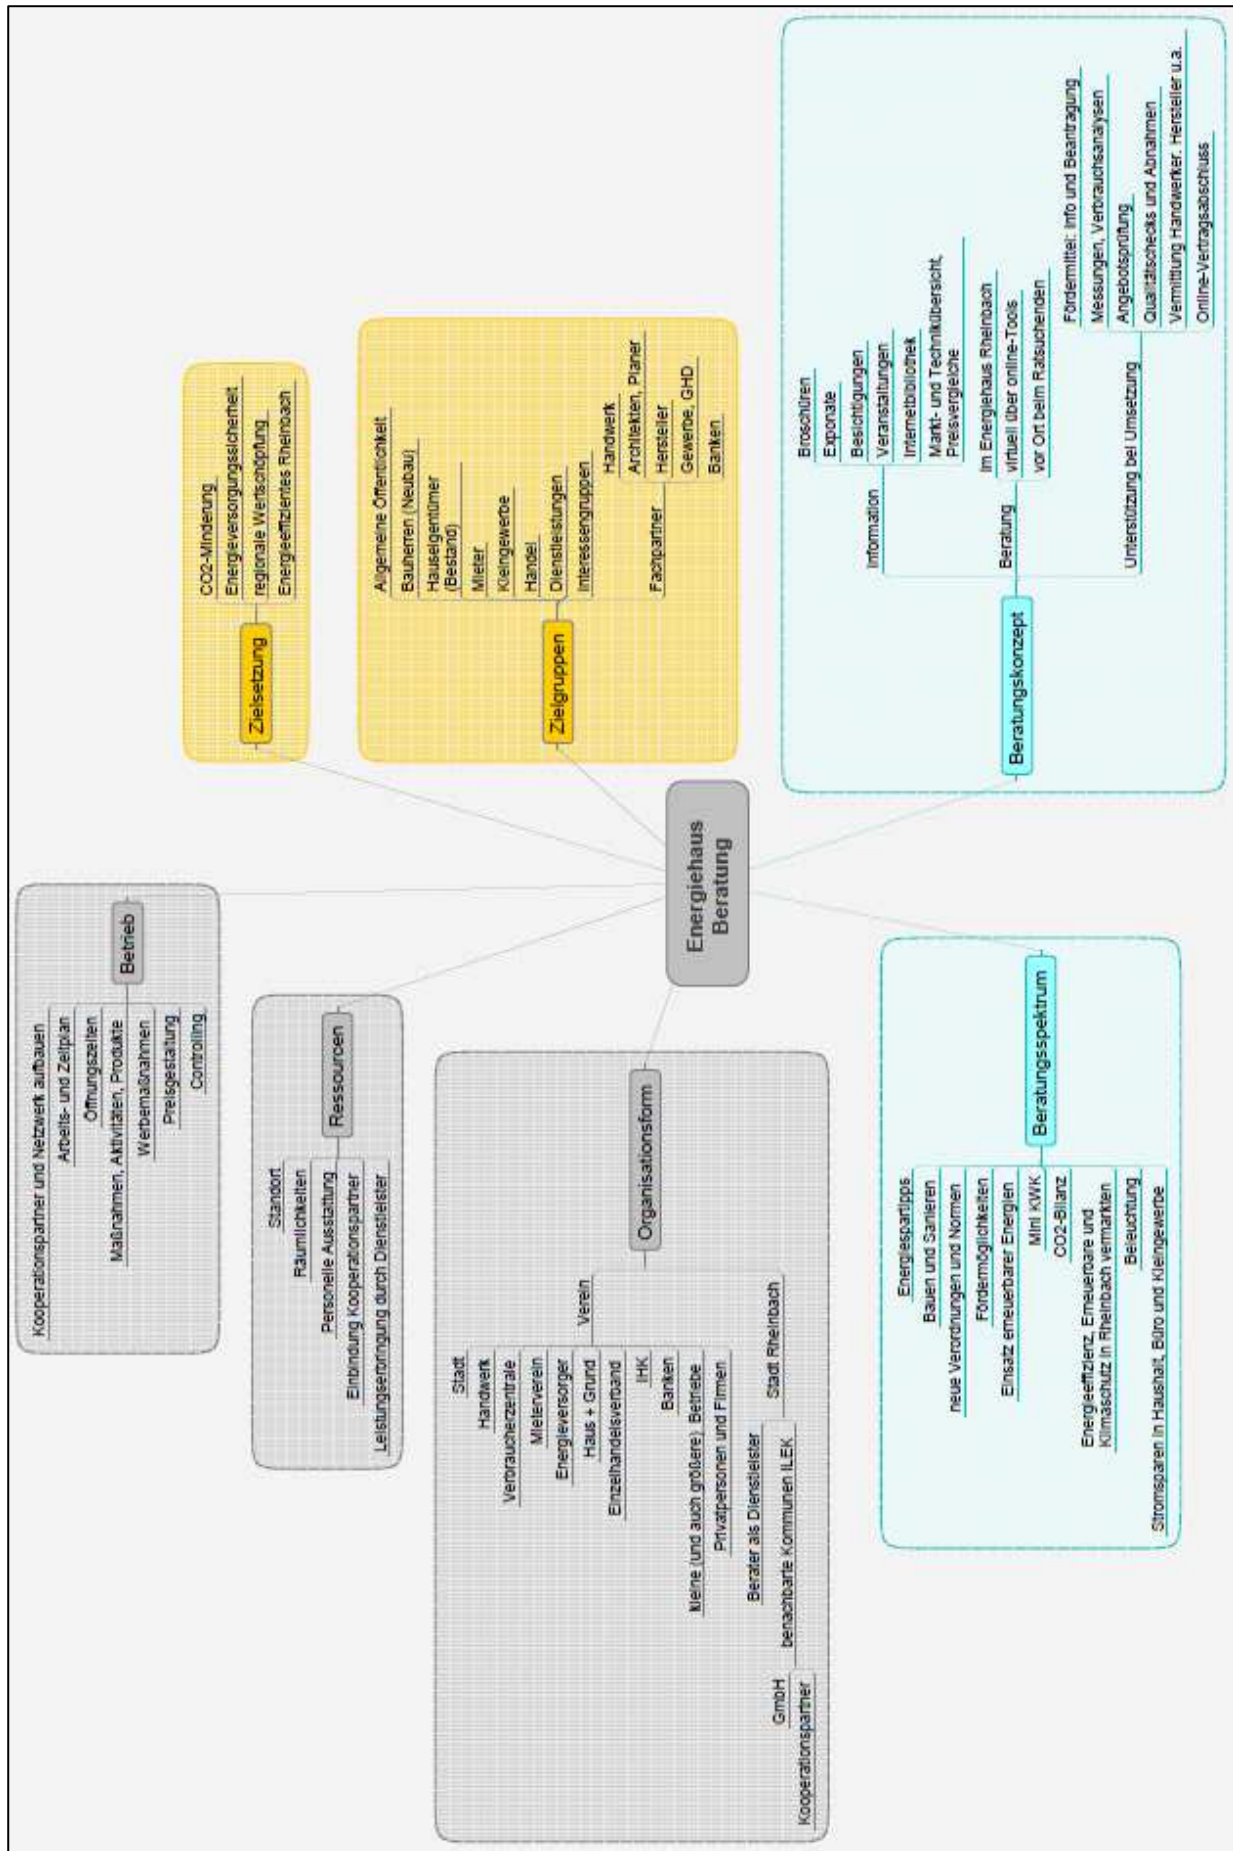 Energiehaus
Beratung
Zielsetzung
CO2-Minderung
Energieversorgungssicherheit
regionale Wertschöpfung
Energieeffizientes Rheinbach
Zielgruppen
Allgemeine Öffentlichkeit
Bauherren (Neubau)
Hauseigentümer
(Bestand)
Mieter
Kleingewerbe
Handel
Dienstleistungen
Interessengruppen
Fachpartner
Handwerk
Architekten, Planer
Hersteller
Gewerbe, GHD
Banken
Beratungskonzept
Information
Broschüren
Exponate
Besichtigungen
Veranstaltungen
Internetbibliothek
Markt- und Technikübersicht,
Preisvergleiche
Beratung
im Energiehaus Rheinbach
virtuell über online-Tools
vor Ort beim Ratsuchenden
Unterstützung bei Umsetzung
Fördermittel: Info und Beantragung
Messungen, Verbrauchsanalysen
Angebotsprüfung
Qualitätschecks und Abnahmen
Vermittlung Handwerker. Hersteller u.a.
Online-Vertragsabschluss
Betrieb
Kooperationspartner und Netzwerk aufbauen
Arbeits- und Zeitplan
Öffnungszeiten
Maßnahmen, Aktivitäten, Produkte
Werbemaßnahmen
Preisgestaltung
Controlling
Ressourcen
Standort
Räumlichkeiten
Personelle Ausstattung
Einbindung Kooperationspartner
Leistungserbringung durch Dienstleister
Organisationsform
Verein
Stadt
Handwerk
Verbraucherzentrale
Mieterverein
Energieversorger
Haus + Grund
Einzelhandelsverband
IHK
Banken
kleine (und auch größere) Betriebe
Privatpersonen und Firmen
Stadt Rheinbach
Berater als Dienstleister
benachbarte Kommunen ILEK
GmbH
Kooperationspartner
Beratungsspektrum
Energiespartipps
Bauen und Sanieren
neue Verordnungen und Normen
Fördermöglichkeiten
Einsatz erneuerbarer Energien
Mini KWK
CO2-Bilanz
Energieeffizienz, Erneuerbare und
Klimaschutz in Rheinbach vermarkten
Beleuchtung
Stromsparen in Haushalt, Büro und Kleingewerbe